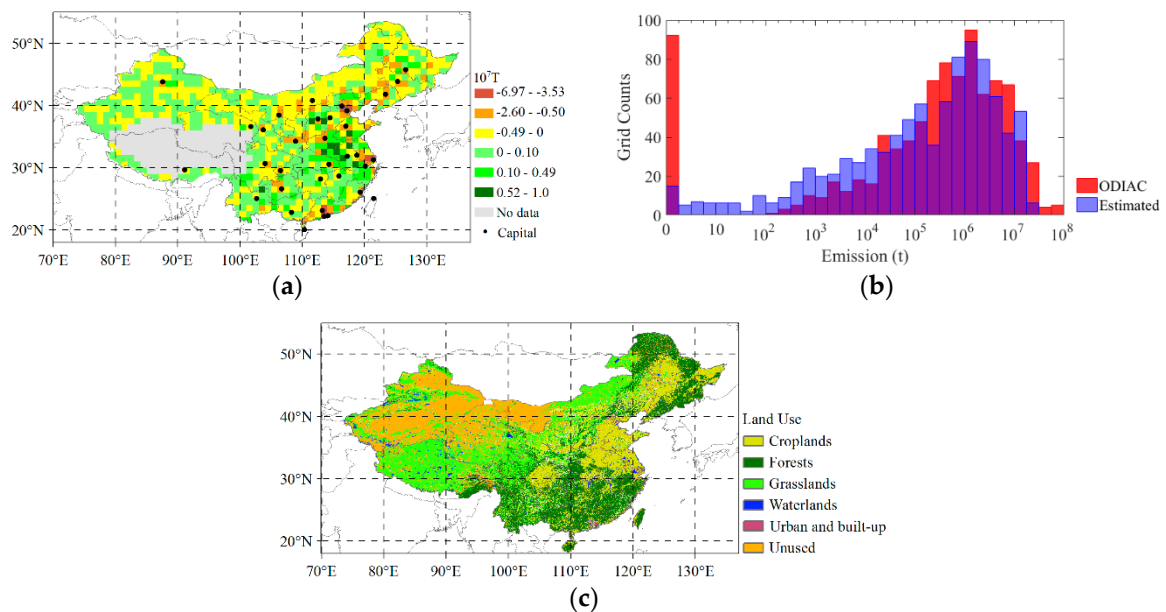 50°N
40°N
30°N
20°N
70°E 80°E 90°E 100°E 110°E 120°E 130°E
10⁷T
-6.97 - -3.53
-2.60 - -0.50
-0.49 - 0
0 - 0.10
0.10 - 0.49
0.52 - 1.0
No data
Capital
(a)
100
80
60
40
20
0
Grid Counts
0 10 10² 10³ 10⁴ 10⁵ 10⁶ 10⁷ 10⁸
Emission (t)
ODIAC
Estimated
(b)
50°N
40°N
30°N
20°N
70°E 80°E 90°E 100°E 110°E 120°E 130°E
Land Use
Croplands
Forests
Grasslands
Waterlands
Urban and built-up
Unused
(c)